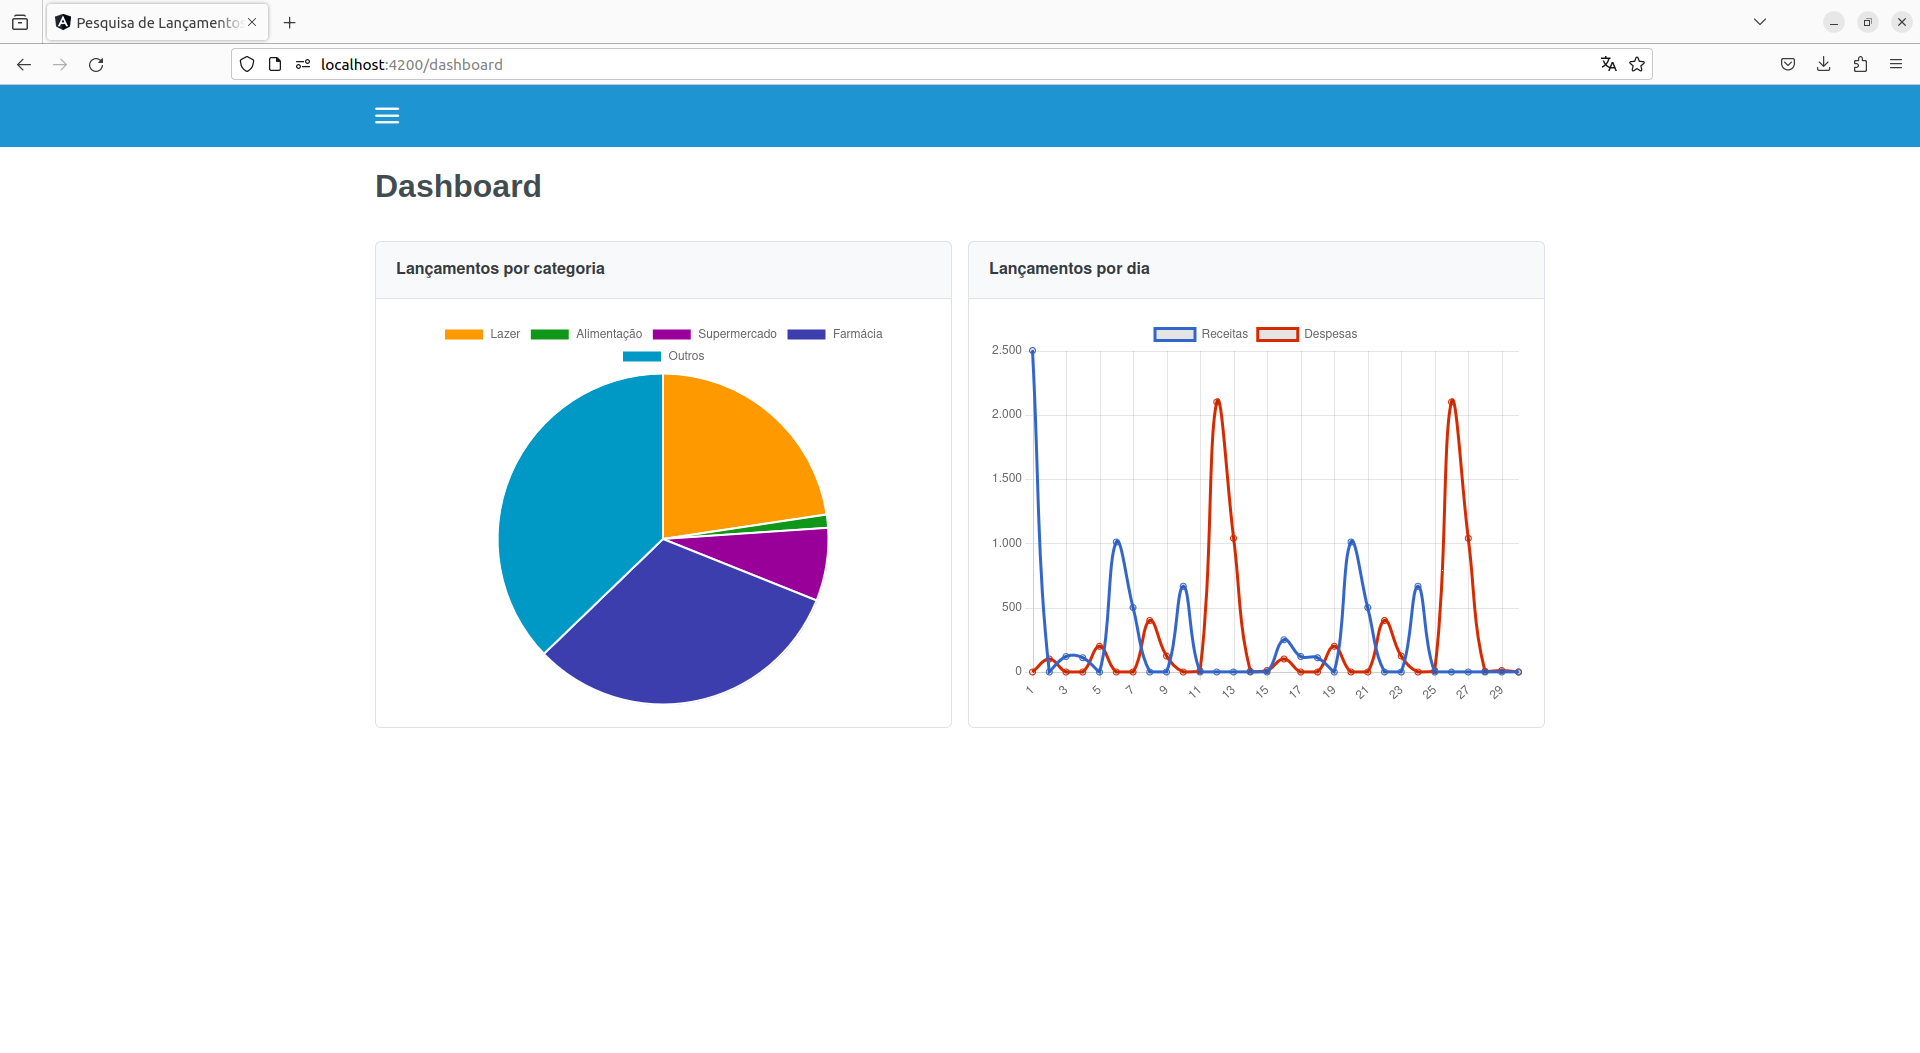 Pesquisa de Lançamento
localhost:4200/dashboard
Dashboard
Lançamentos por categoria
Lazer Alimentação Supermercado Farmácia
Outros
Lançamentos por dia
Receitas Despesas
2.500
2.000
1.500
1.000
500
0
1 3 5 7 9 11 13 15 17 19 21 23 25 27 29